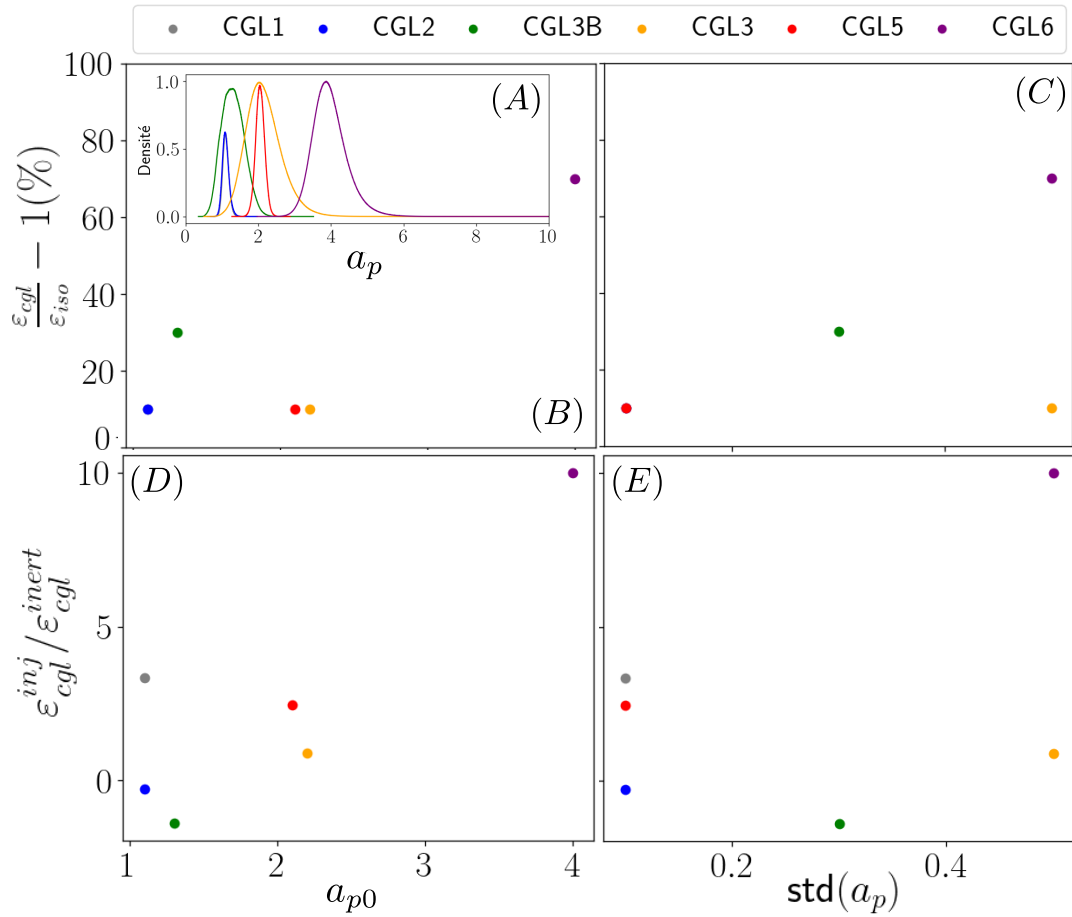 CGL1 CGL2 CGL3B CGL3 CGL5 CGL6
100
80
60
40
20
0
ε_cgl/ε_iso − 1(%)
(A)
1.0
0.5
0.0
Densité
0 2 4 6 8 10
a_p
(B)
(C)
(D)
10
5
0
ε_cgl^inj/ε_cgl^inert
1 2 3 4
a_p0
(E)
0.2 0.4
std(a_p)